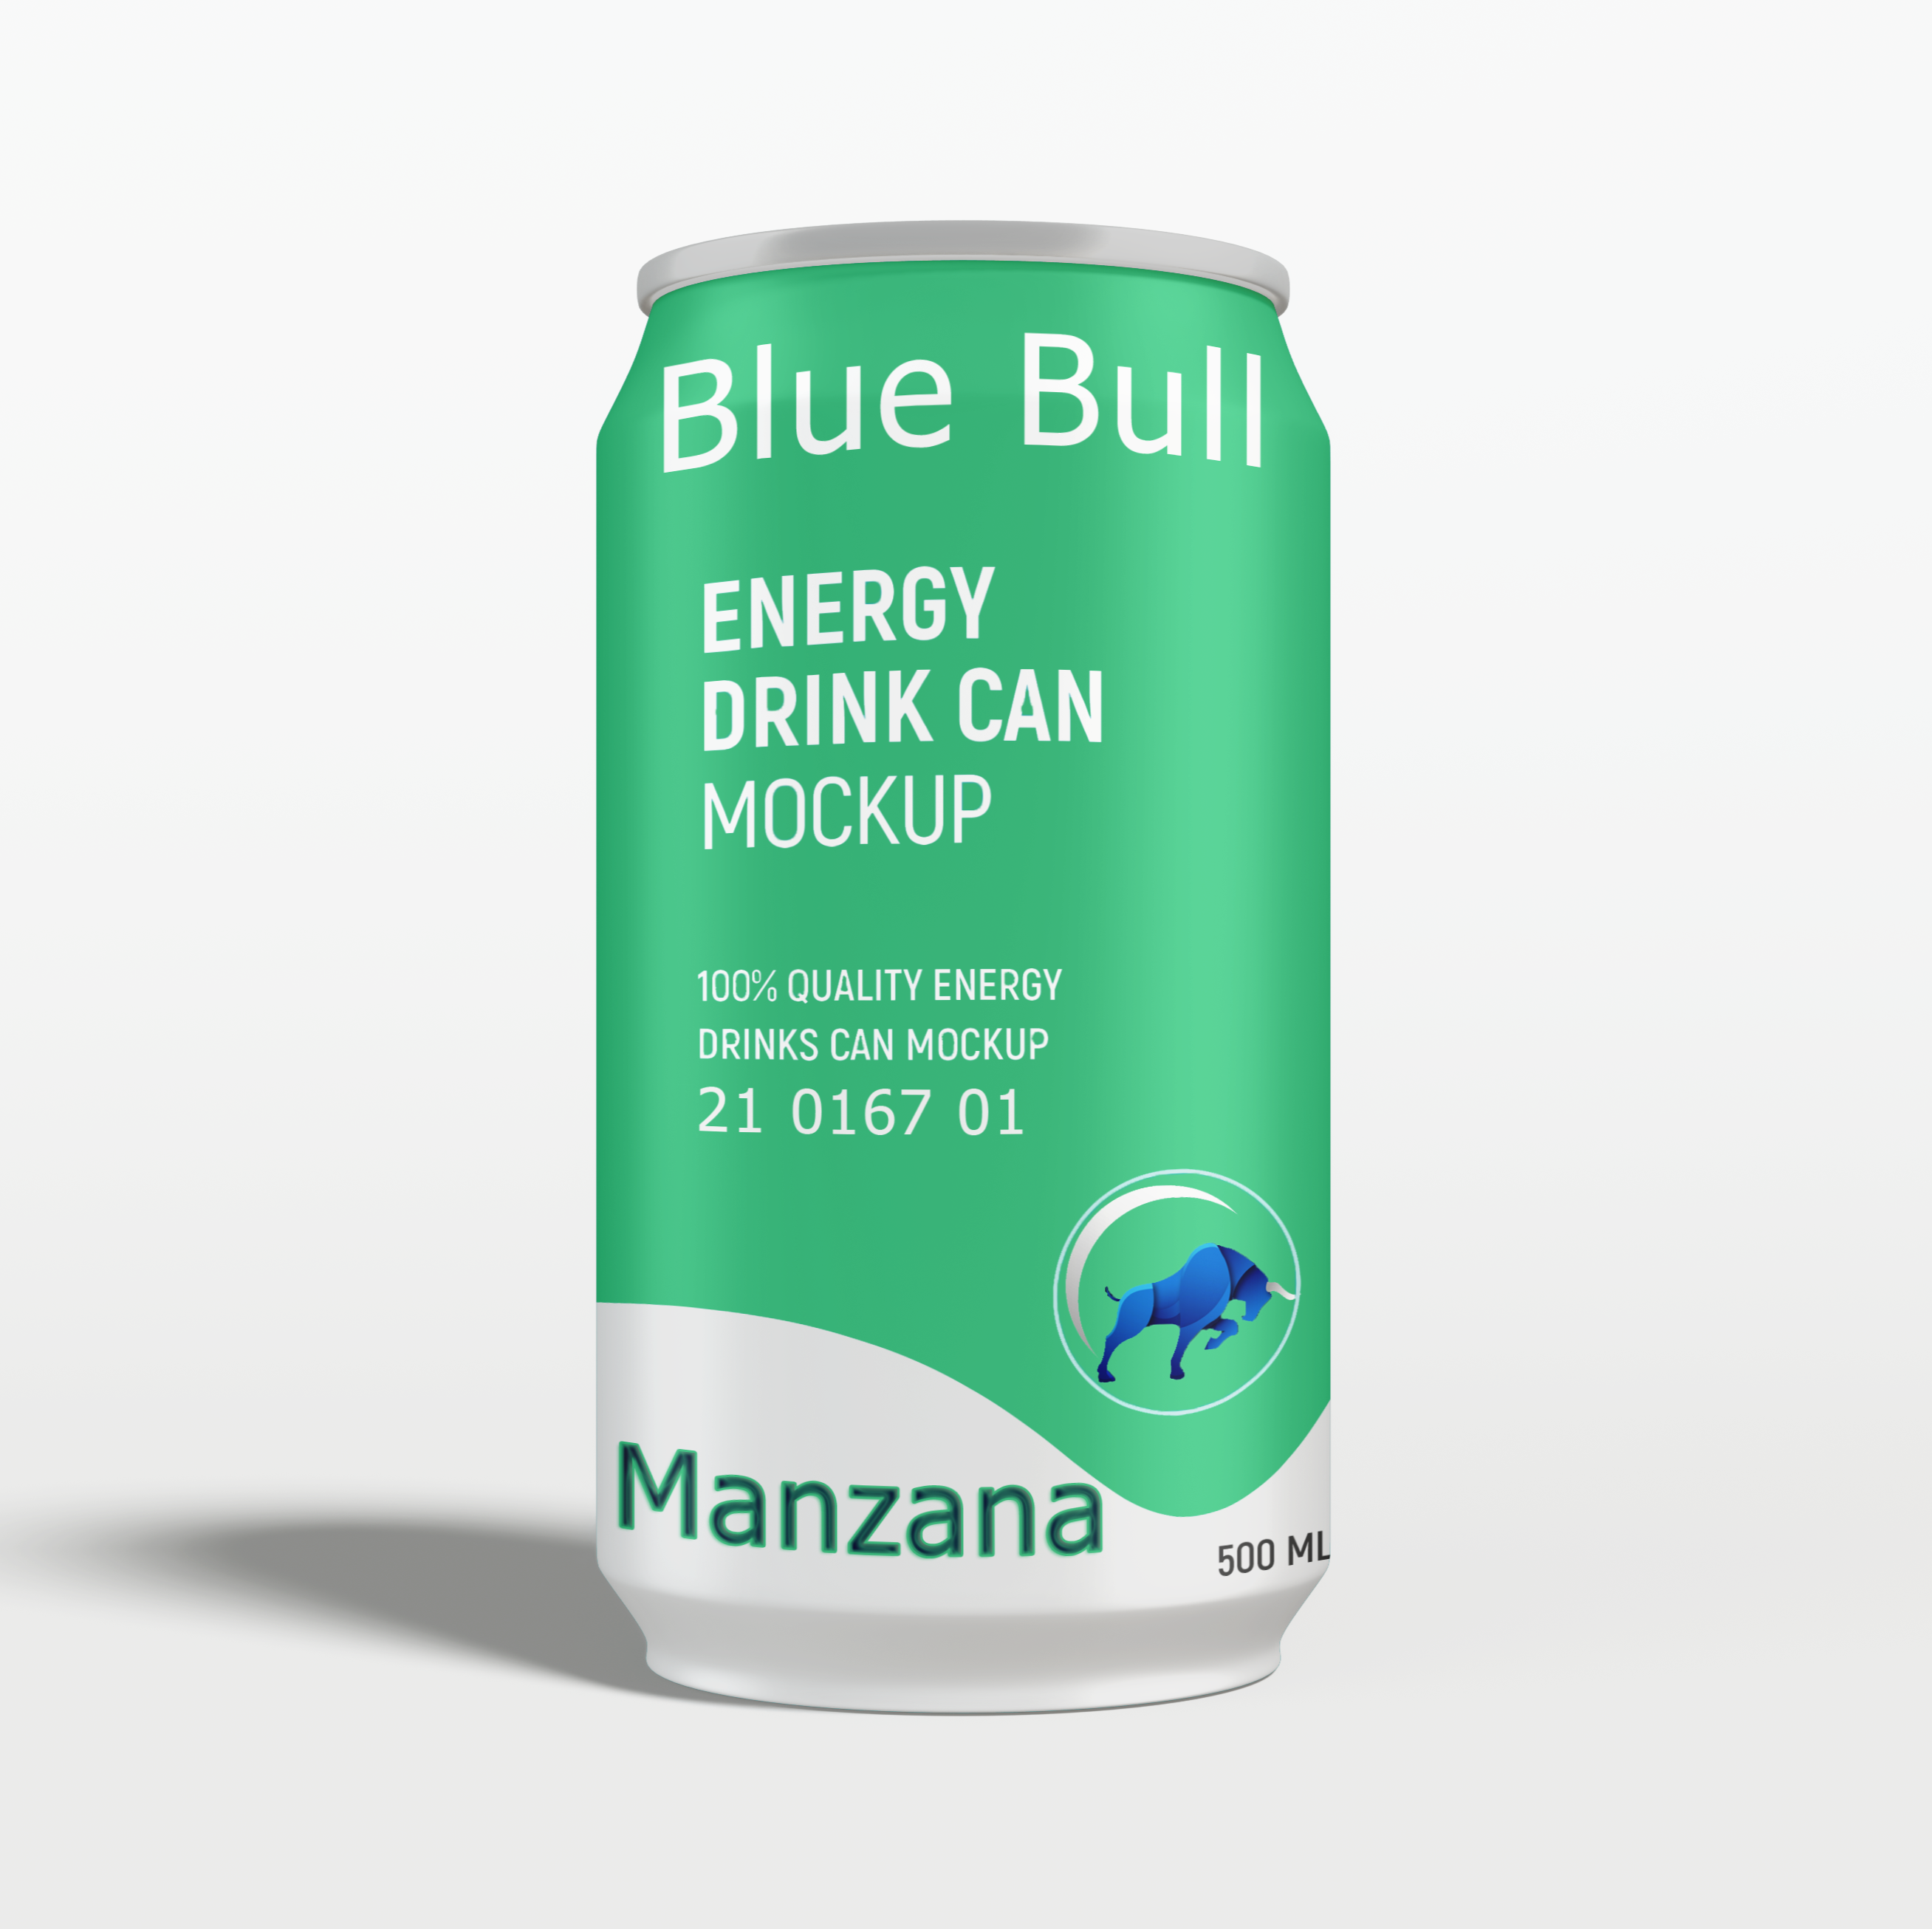 Blue Bull
ENERGY
DRINK CAN
MOCKUP
100% QUALITY ENERGY
DRINKS CAN MOCKUP
21 0167 01
Manzana
500 ML